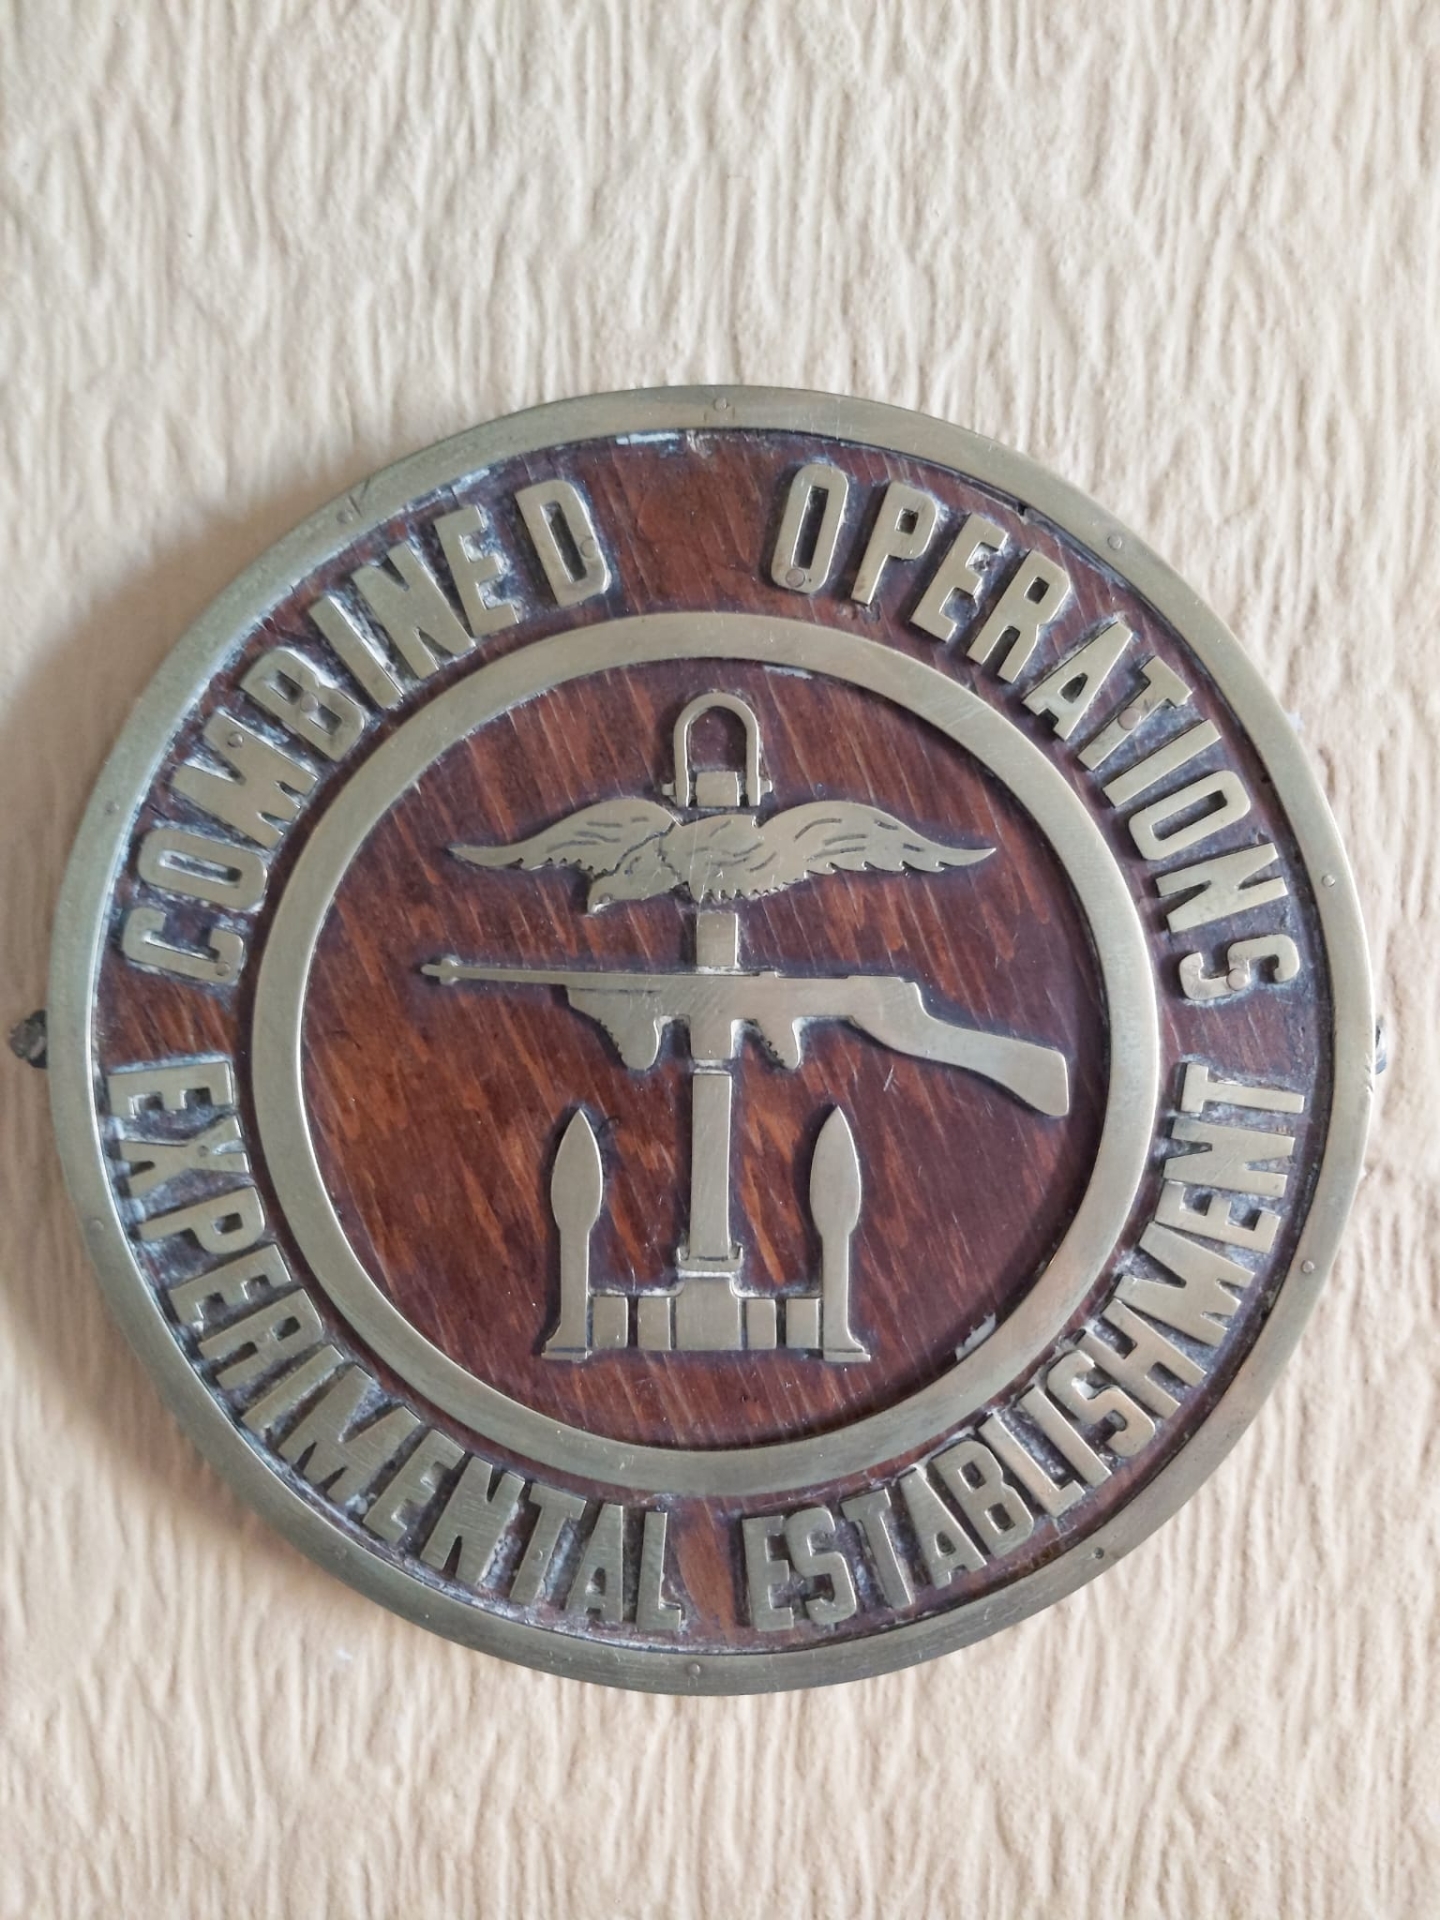 COMBINED OPERATIONS
EXPERIMENTAL ESTABLISHMENT